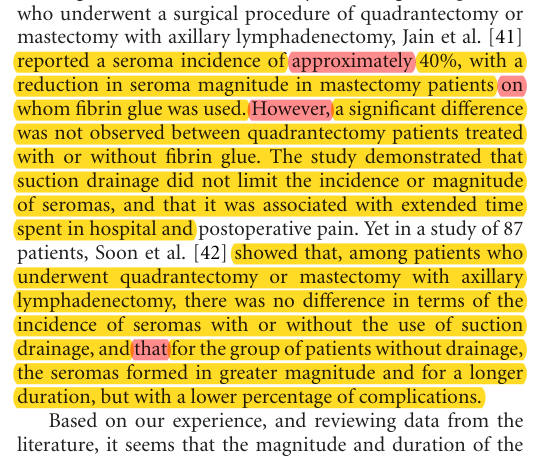 who underwent a surgical procedure of quadrantectomy or
mastectomy with axillary lymphadenectomy, Jain et al. [41]
reported a seroma incidence of approximately 40%, with a
reduction in seroma magnitude in mastectomy patients on
whom fibrin glue was used. However, a significant difference
was not observed between quadrantectomy patients treated
with or without fibrin glue. The study demonstrated that
suction drainage did not limit the incidence or magnitude
of seromas, and that it was associated with extended time
spent in hospital and postoperative pain. Yet in a study of 87
patients, Soon et al. [42] showed that, among patients who
underwent quadrantectomy or mastectomy with axillary
lymphadenectomy, there was no difference in terms of the
incidence of seromas with or without the use of suction
drainage, and that for the group of patients without drainage,
the seromas formed in greater magnitude and for a longer
duration, but with a lower percentage of complications.
Based on our experience, and reviewing data from the
literature, it seems that the magnitude and duration of the